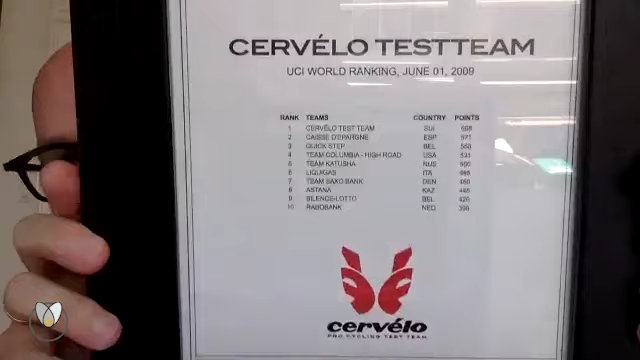 CERVÉLO TESTTEAM
UCI WORLD RANKING, JUNE 01, 2009
RANK TEAMS COUNTRY POINTS
1 CERVÉLO TEST TEAM SUI
2 CAISSE D'EPARGNE ESP 571
3 QUICK STEP BEL
4 TEAM COLUMBIA - HIGH ROAD USA 531
5 TEAM KATUSHA RUS
6 LIQUIGAS ITA
7 TEAM SAXO BANK DEN
8 ASTANA KAZ
9 SILENCE-LOTTO BEL
10 RABOBANK NED
cervélo
PRO CYCLING TEST TEAM